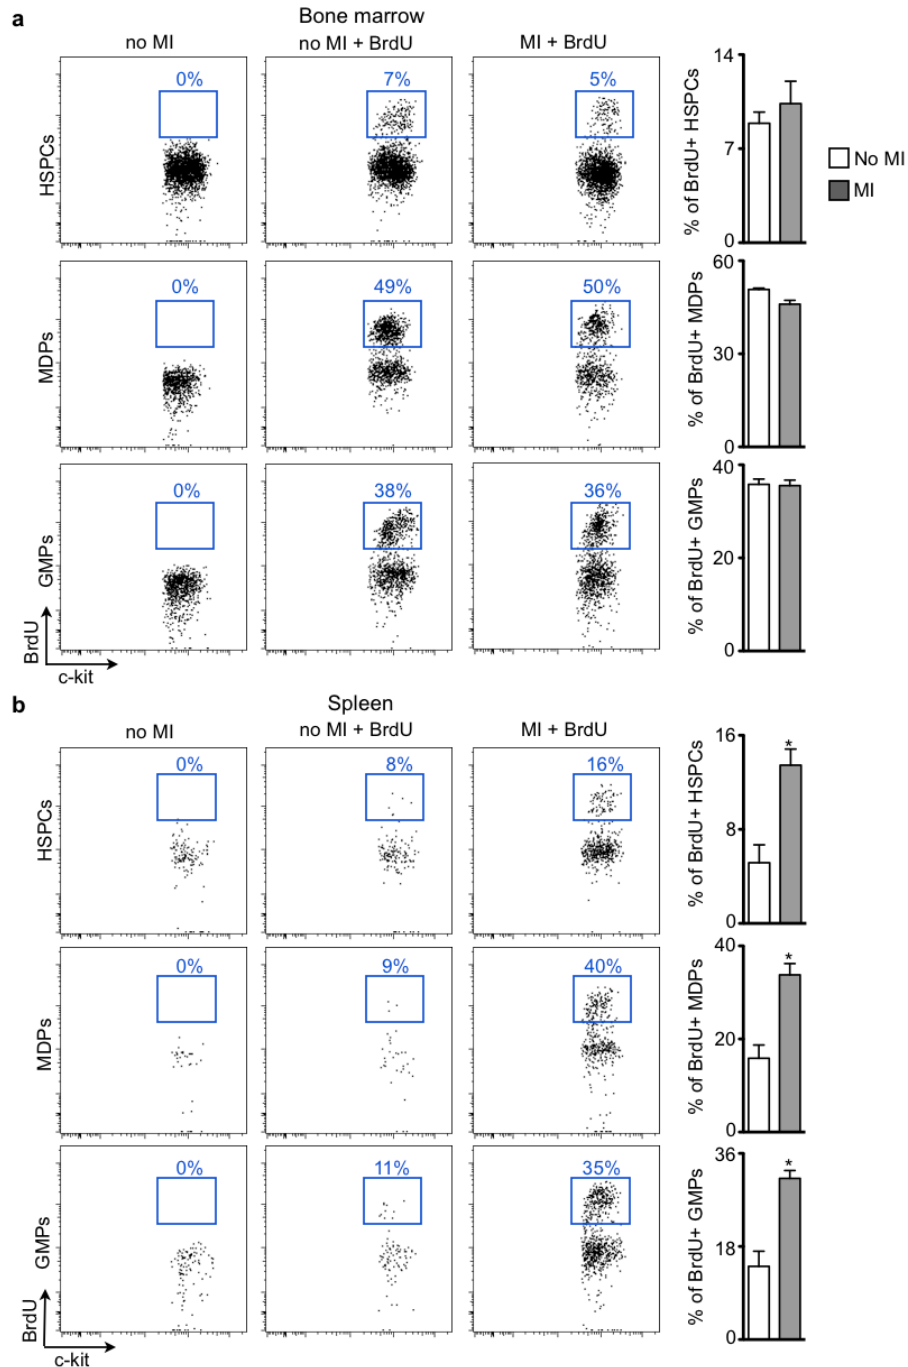 a
Bone marrow
no MI
no MI + BrdU
MI + BrdU
HSPCs
0%
7%
5%
% of BrdU+ HSPCs
14
7
0
No MI
MI
MDPs
0%
49%
50%
% of BrdU+ MDPs
60
30
0
GMPs
0%
38%
36%
% of BrdU+ GMPs
40
20
0
BrdU
c-kit
b
Spleen
no MI
no MI + BrdU
MI + BrdU
HSPCs
0%
8%
16%
% of BrdU+ HSPCs
16
8
0
*
MDPs
0%
9%
40%
% of BrdU+ MDPs
40
20
0
*
GMPs
0%
11%
35%
% of BrdU+ GMPs
36
18
0
*
BrdU
c-kit